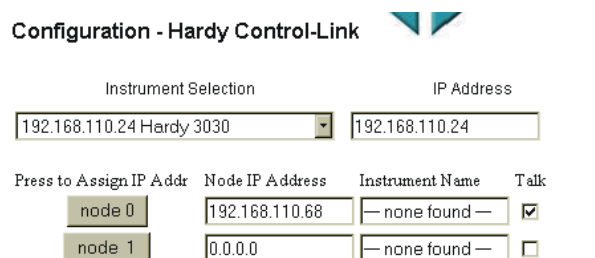 Configuration - Hardy Control-Link
Instrument Selection IP Address
192.168.110.24 Hardy 3030 192.168.110.24
Press to Assign IP Addr Node IP Address Instrument Name Talk
node 0 192.168.110.68 — none found —
node 1 0.0.0.0 — none found —